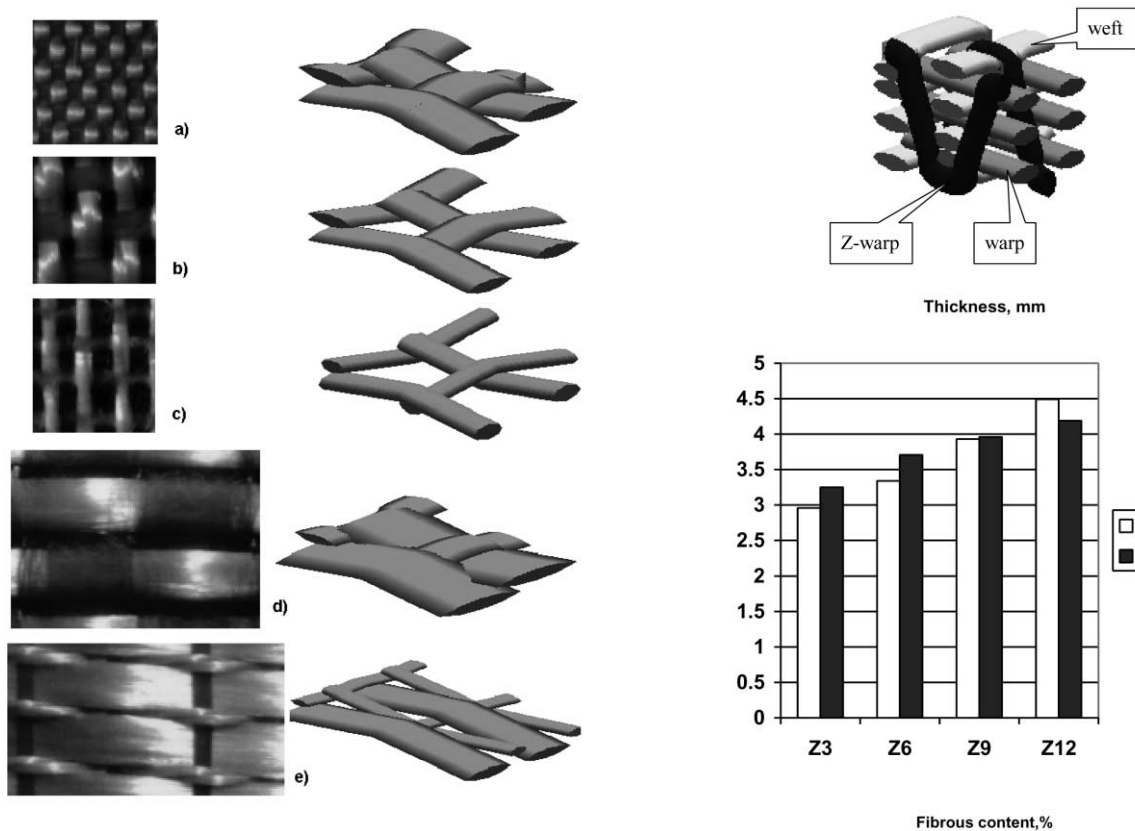 a)
b)
c)
d)
e)
weft
Z-warp
warp
Thickness, mm
5
4.5
4
3.5
3
2.5
2
1.5
1
0.5
0
Z3 Z6 Z9 Z12
Fibrous content,%